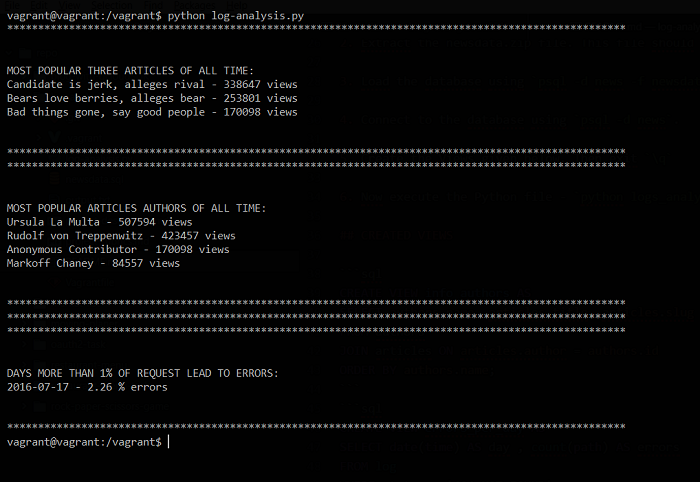 vagrant@vagrant:/vagrant$ python log-analysis.py
****************************************************************************************************
MOST POPULAR THREE ARTICLES OF ALL TIME:
Candidate is jerk, alleges rival - 338647 views
Bears love berries, alleges bear - 253801 views
Bad things gone, say good people - 170098 views
****************************************************************************************************
****************************************************************************************************
MOST POPULAR ARTICLES AUTHORS OF ALL TIME:
Ursula La Multa - 507594 views
Rudolf von Treppenwitz - 423457 views
Anonymous Contributor - 170098 views
Markoff Chaney - 84557 views
****************************************************************************************************
****************************************************************************************************
****************************************************************************************************
DAYS MORE THAN 1% OF REQUEST LEAD TO ERRORS:
2016-07-17 - 2.26 % errors
****************************************************************************************************
vagrant@vagrant:/vagrant$